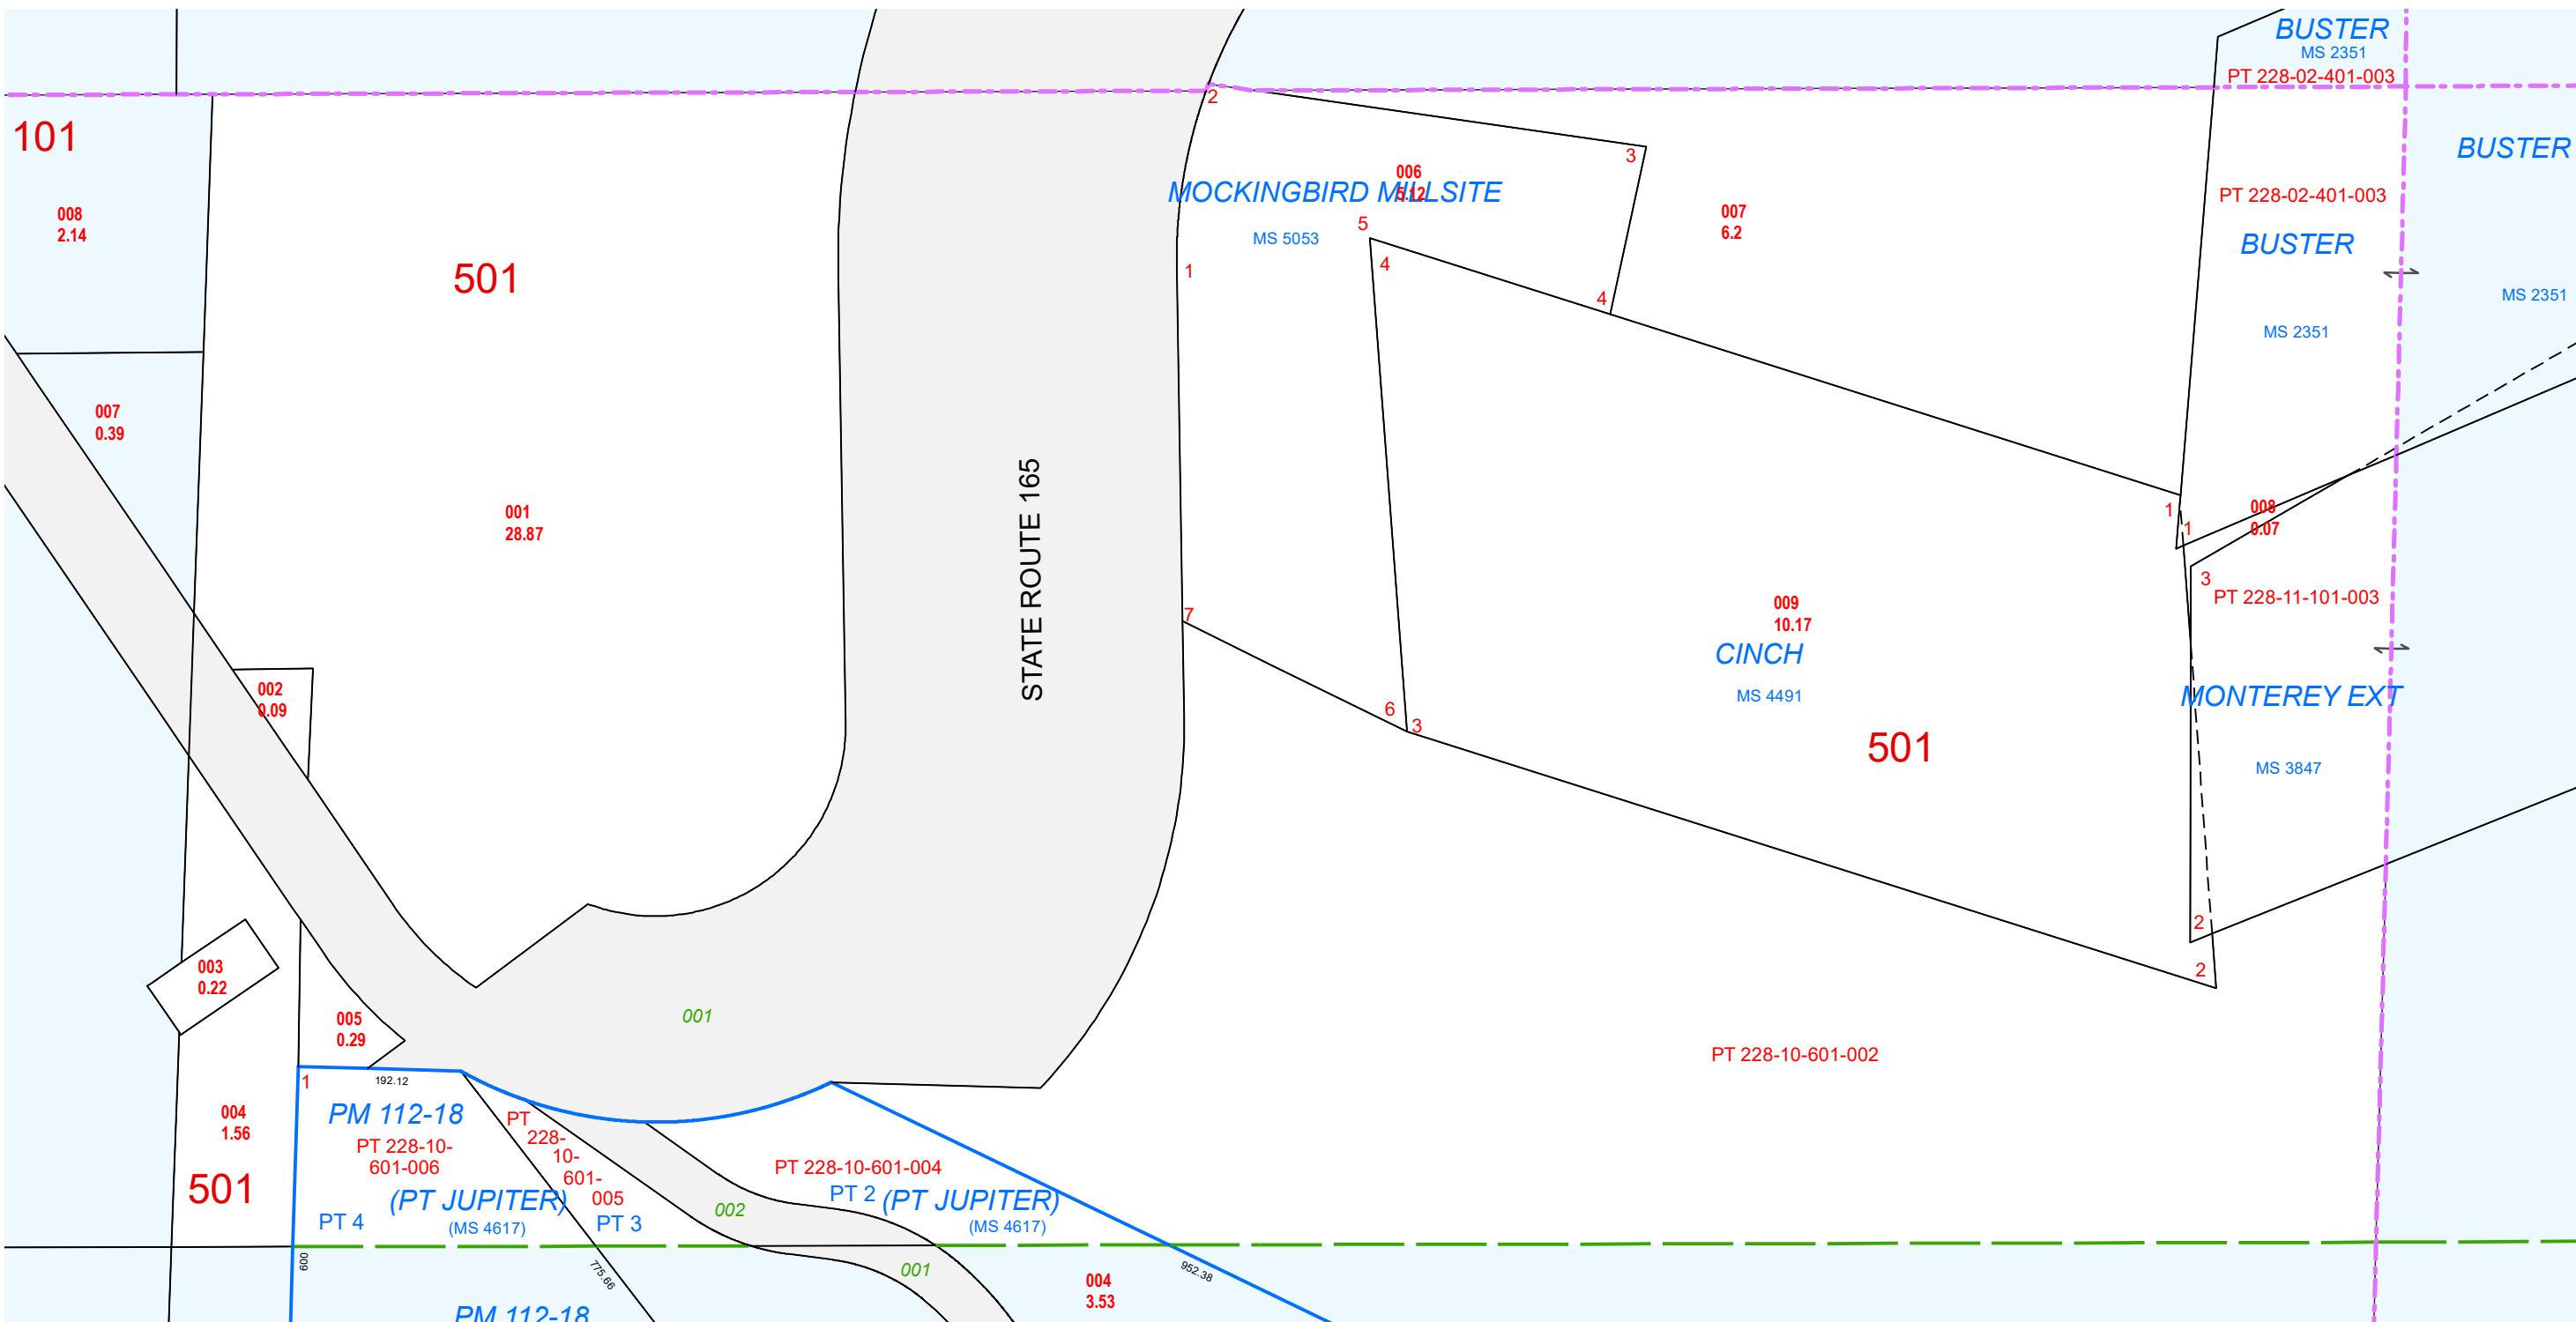 BUSTER
MS 2351
PT 228-02-401-003
2
101
BUSTER
3
006
5.12
MOCKINGBIRD MILLSITE
PT 228-02-401-003
008
2.14
007
6.2
5
MS 5053
BUSTER
501
1
4
4
MS 2351
MS 2351
007
0.39
001
28.87
STATE ROUTE 165
1
1
008
0.07
3
PT 228-11-101-003
7
009
10.17
CINCH
MS 4491
002
0.09
MONTEREY EXT
6
3
501
MS 3847
2
003
0.22
2
005
0.29
001
PT 228-10-601-002
1
192.12
004
1.56
PM 112-18
PT 228-10-
601-006
PT
228-
10-
601-
005
PT 228-10-601-004
501
(PT JUPITER)
(MS 4617)
PT 4
PT 3
PT 2
(PT JUPITER)
(MS 4617)
002
600
775.66
001
952.38
004
3.53
PM 112-18